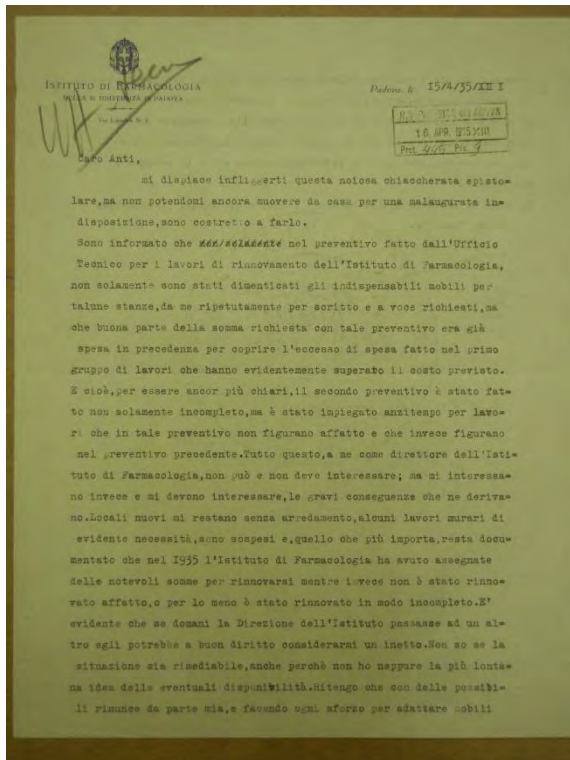 ISTITUTO DI FARMACOLOGIA
DELLA R. UNIVERSITÀ DI PADOVA
Padova, li 15/4/35/XII I
16 APR. 1935 XIII
Prot. Pos. 9
Caro Anti,
mi dispiace infliggerti questa noiosa chiaccherata episto=
lare,ma non potendomi ancora muovere da casa per una malaugurata in=
disposizione,sono costretto a farlo.
Sono informato che non/solamente nel preventivo fatto dall'Ufficio
Tecnico per i lavori di rinnovamento dell'Istituto di Farmacologia,
non solamente sono stati dimenticati gli indispensabili mobili per
talune stanze,da me ripetutamente per scritto e a voce richiesti,ma
che buona parte della somma richiesta con tale preventivo era già
spesa in precedenza per coprire l'eccesso di spesa fatto nel primo
gruppo di lavori che hanno evidentemente superato il costo previsto.
E cioè,per essere ancor più chiari,il secondo preventivo è stato fat=
to non solamente incompleto,ma è stato impiegato anzitempo per lavo=
ri che in tale preventivo non figurano affatto e che invece figurano
nel preventivo precedente.Tutto questo,a me come direttore dell'Isti=
tuto di Farmacologia,non può e non deve interessare; ma mi interessa=
no invece e mi devono interessare,le gravi conseguenze che ne deriva=
no.Locali nuovi mi restano senza arredamento,alcuni lavori murari di
evidente necessità,sono sospesi e,quello che più importa,resta docu=
mentato che nel 1935 l'Istituto di Farmacologia ha avuto assegnate
delle notevoli somme per rinnovarsi mentre invece non è stato rinno=
vato affatto,o per lo meno è stato rinnovato in modo incompleto.E'
evidente che se domani la Direzione dell'Istituto passasse ad un al=
tro egli potrebbe a buon diritto considerarmi un inetto.Non so se la
situazione sia rimediabile,anche perchè non ho neppure la più lonta=
na idea delle eventuali disponibilità.Ritengo che con delle possibi=
li rinunce da parte mia,e facendo ogni sforzo per adattare mobili